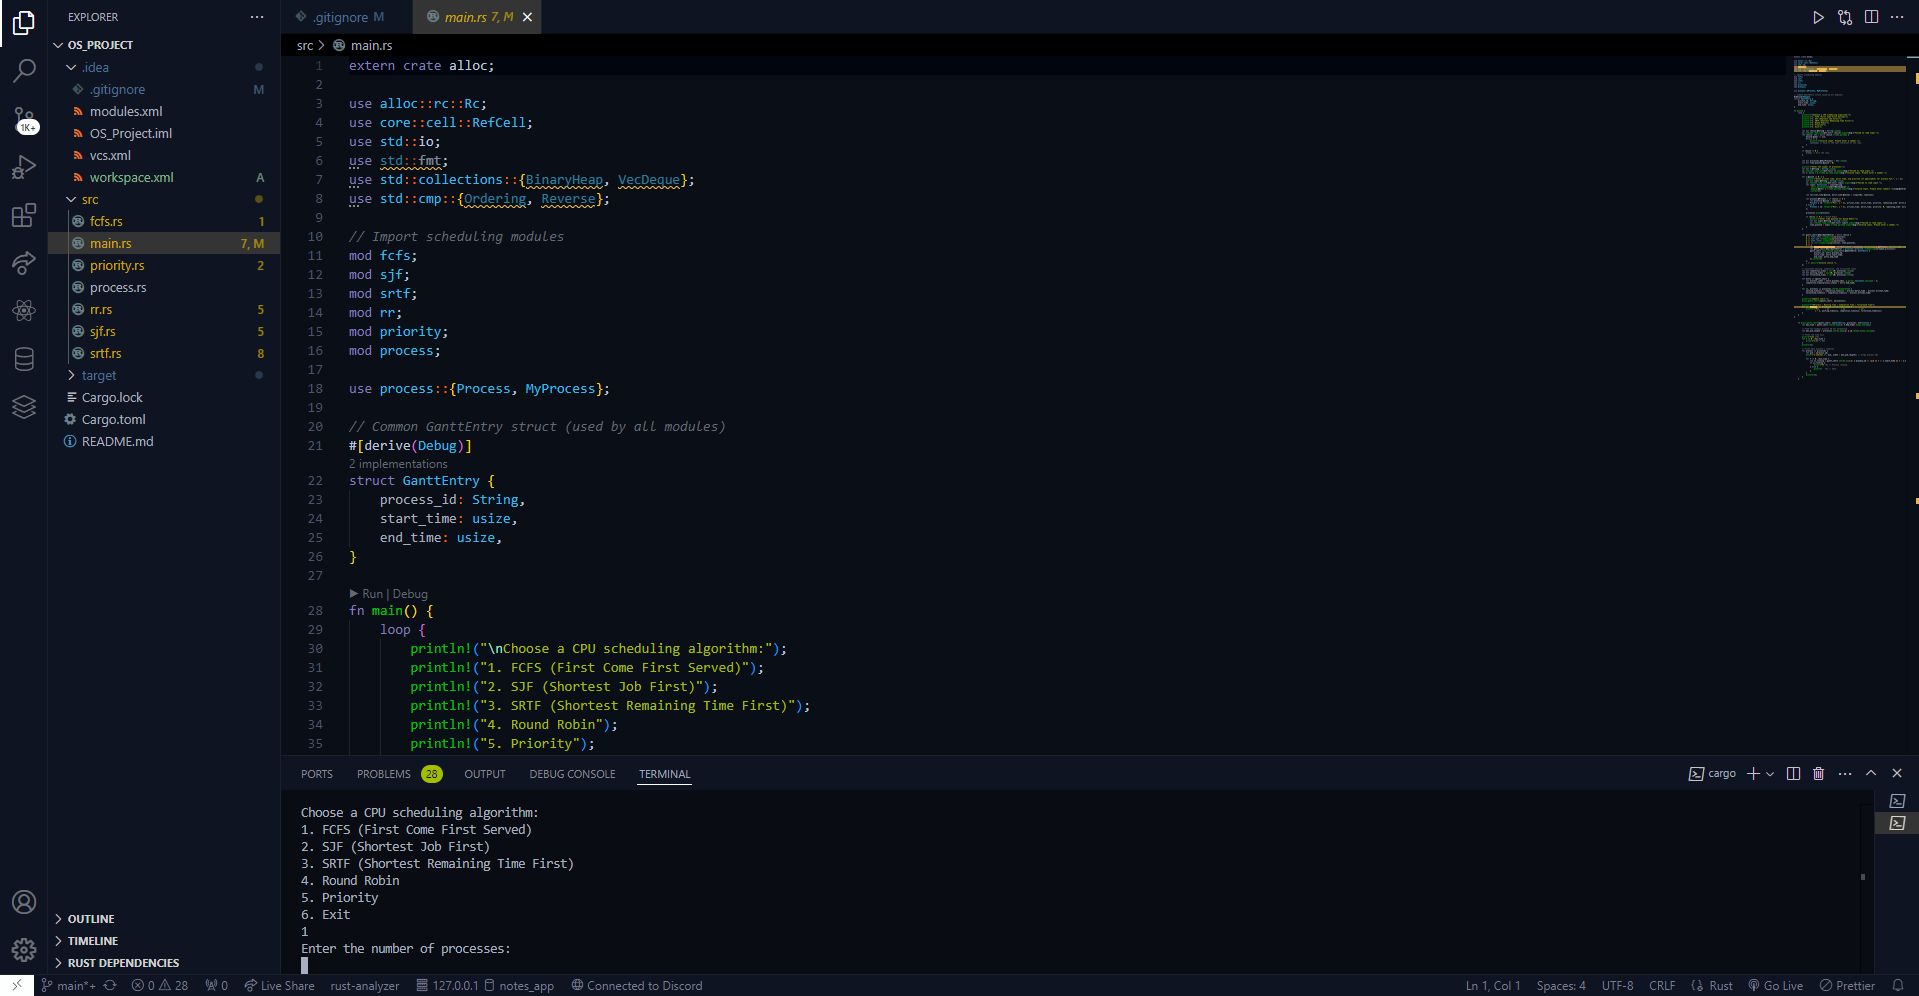 EXPLORER
OS_PROJECT
.idea
.gitignore M
modules.xml
OS_Project.iml
vcs.xml
workspace.xml A
src
fcfs.rs 1
main.rs 7, M
priority.rs 2
process.rs
rr.rs 5
sjf.rs 5
srtf.rs 8
target
Cargo.lock
Cargo.toml
README.md
OUTLINE
TIMELINE
RUST DEPENDENCIES
1K+
.gitignore M
main.rs 7, M
src > main.rs
1 extern crate alloc;
2
3 use alloc::rc::Rc;
4 use core::cell::RefCell;
5 use std::io;
6 use std::fmt;
7 use std::collections::{BinaryHeap, VecDeque};
8 use std::cmp::{Ordering, Reverse};
9
10 // Import scheduling modules
11 mod fcfs;
12 mod sjf;
13 mod srtf;
14 mod rr;
15 mod priority;
16 mod process;
17
18 use process::{Process, MyProcess};
19
20 // Common GanttEntry struct (used by all modules)
21 #[derive(Debug)]
2 implementations
22 struct GanttEntry {
23 process_id: String,
24 start_time: usize,
25 end_time: usize,
26 }
27
Run | Debug
28 fn main() {
29 loop {
30 println!("\nChoose a CPU scheduling algorithm:");
31 println!("1. FCFS (First Come First Served)");
32 println!("2. SJF (Shortest Job First)");
33 println!("3. SRTF (Shortest Remaining Time First)");
34 println!("4. Round Robin");
35 println!("5. Priority");
PORTS PROBLEMS 28 OUTPUT DEBUG CONSOLE TERMINAL
cargo
Choose a CPU scheduling algorithm:
1. FCFS (First Come First Served)
2. SJF (Shortest Job First)
3. SRTF (Shortest Remaining Time First)
4. Round Robin
5. Priority
6. Exit
1
Enter the number of processes:
main*+ 0 28 0 Live Share rust-analyzer 127.0.0.1 notes_app Connected to Discord Ln 1, Col 1 Spaces: 4 UTF-8 CRLF Rust Go Live Prettier